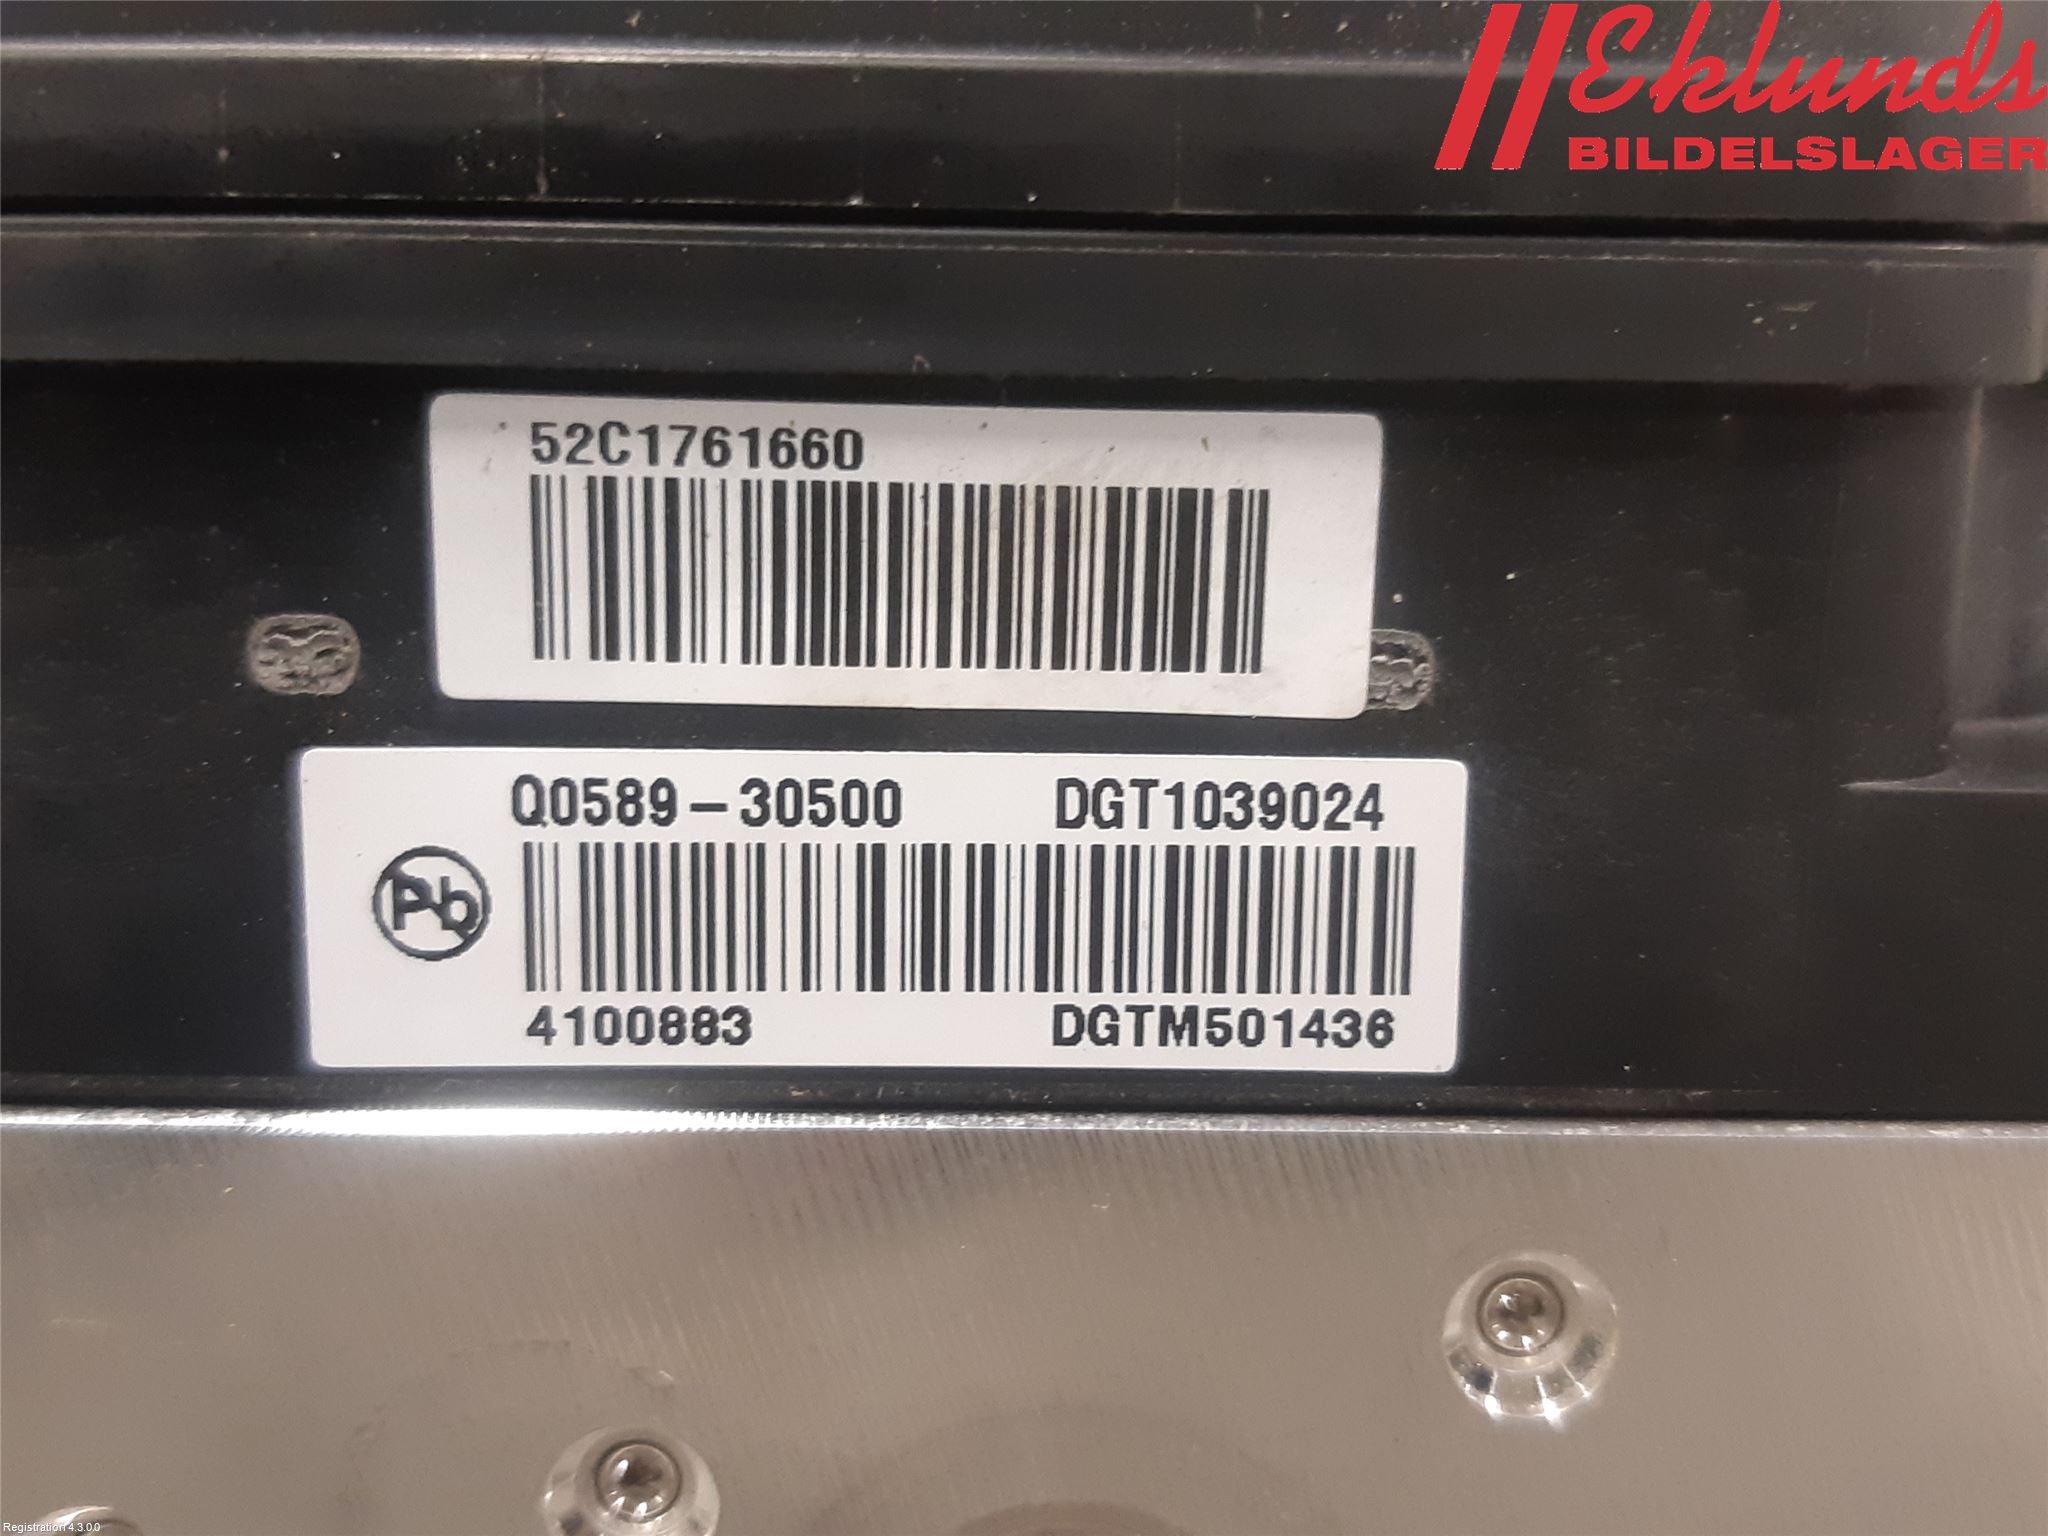 Eklunds
BILDELSLAGER
52C1761660
Q0589-30500 DGT1039024
Pb
4100883 DGTM501436
Registration 4.3.0.0